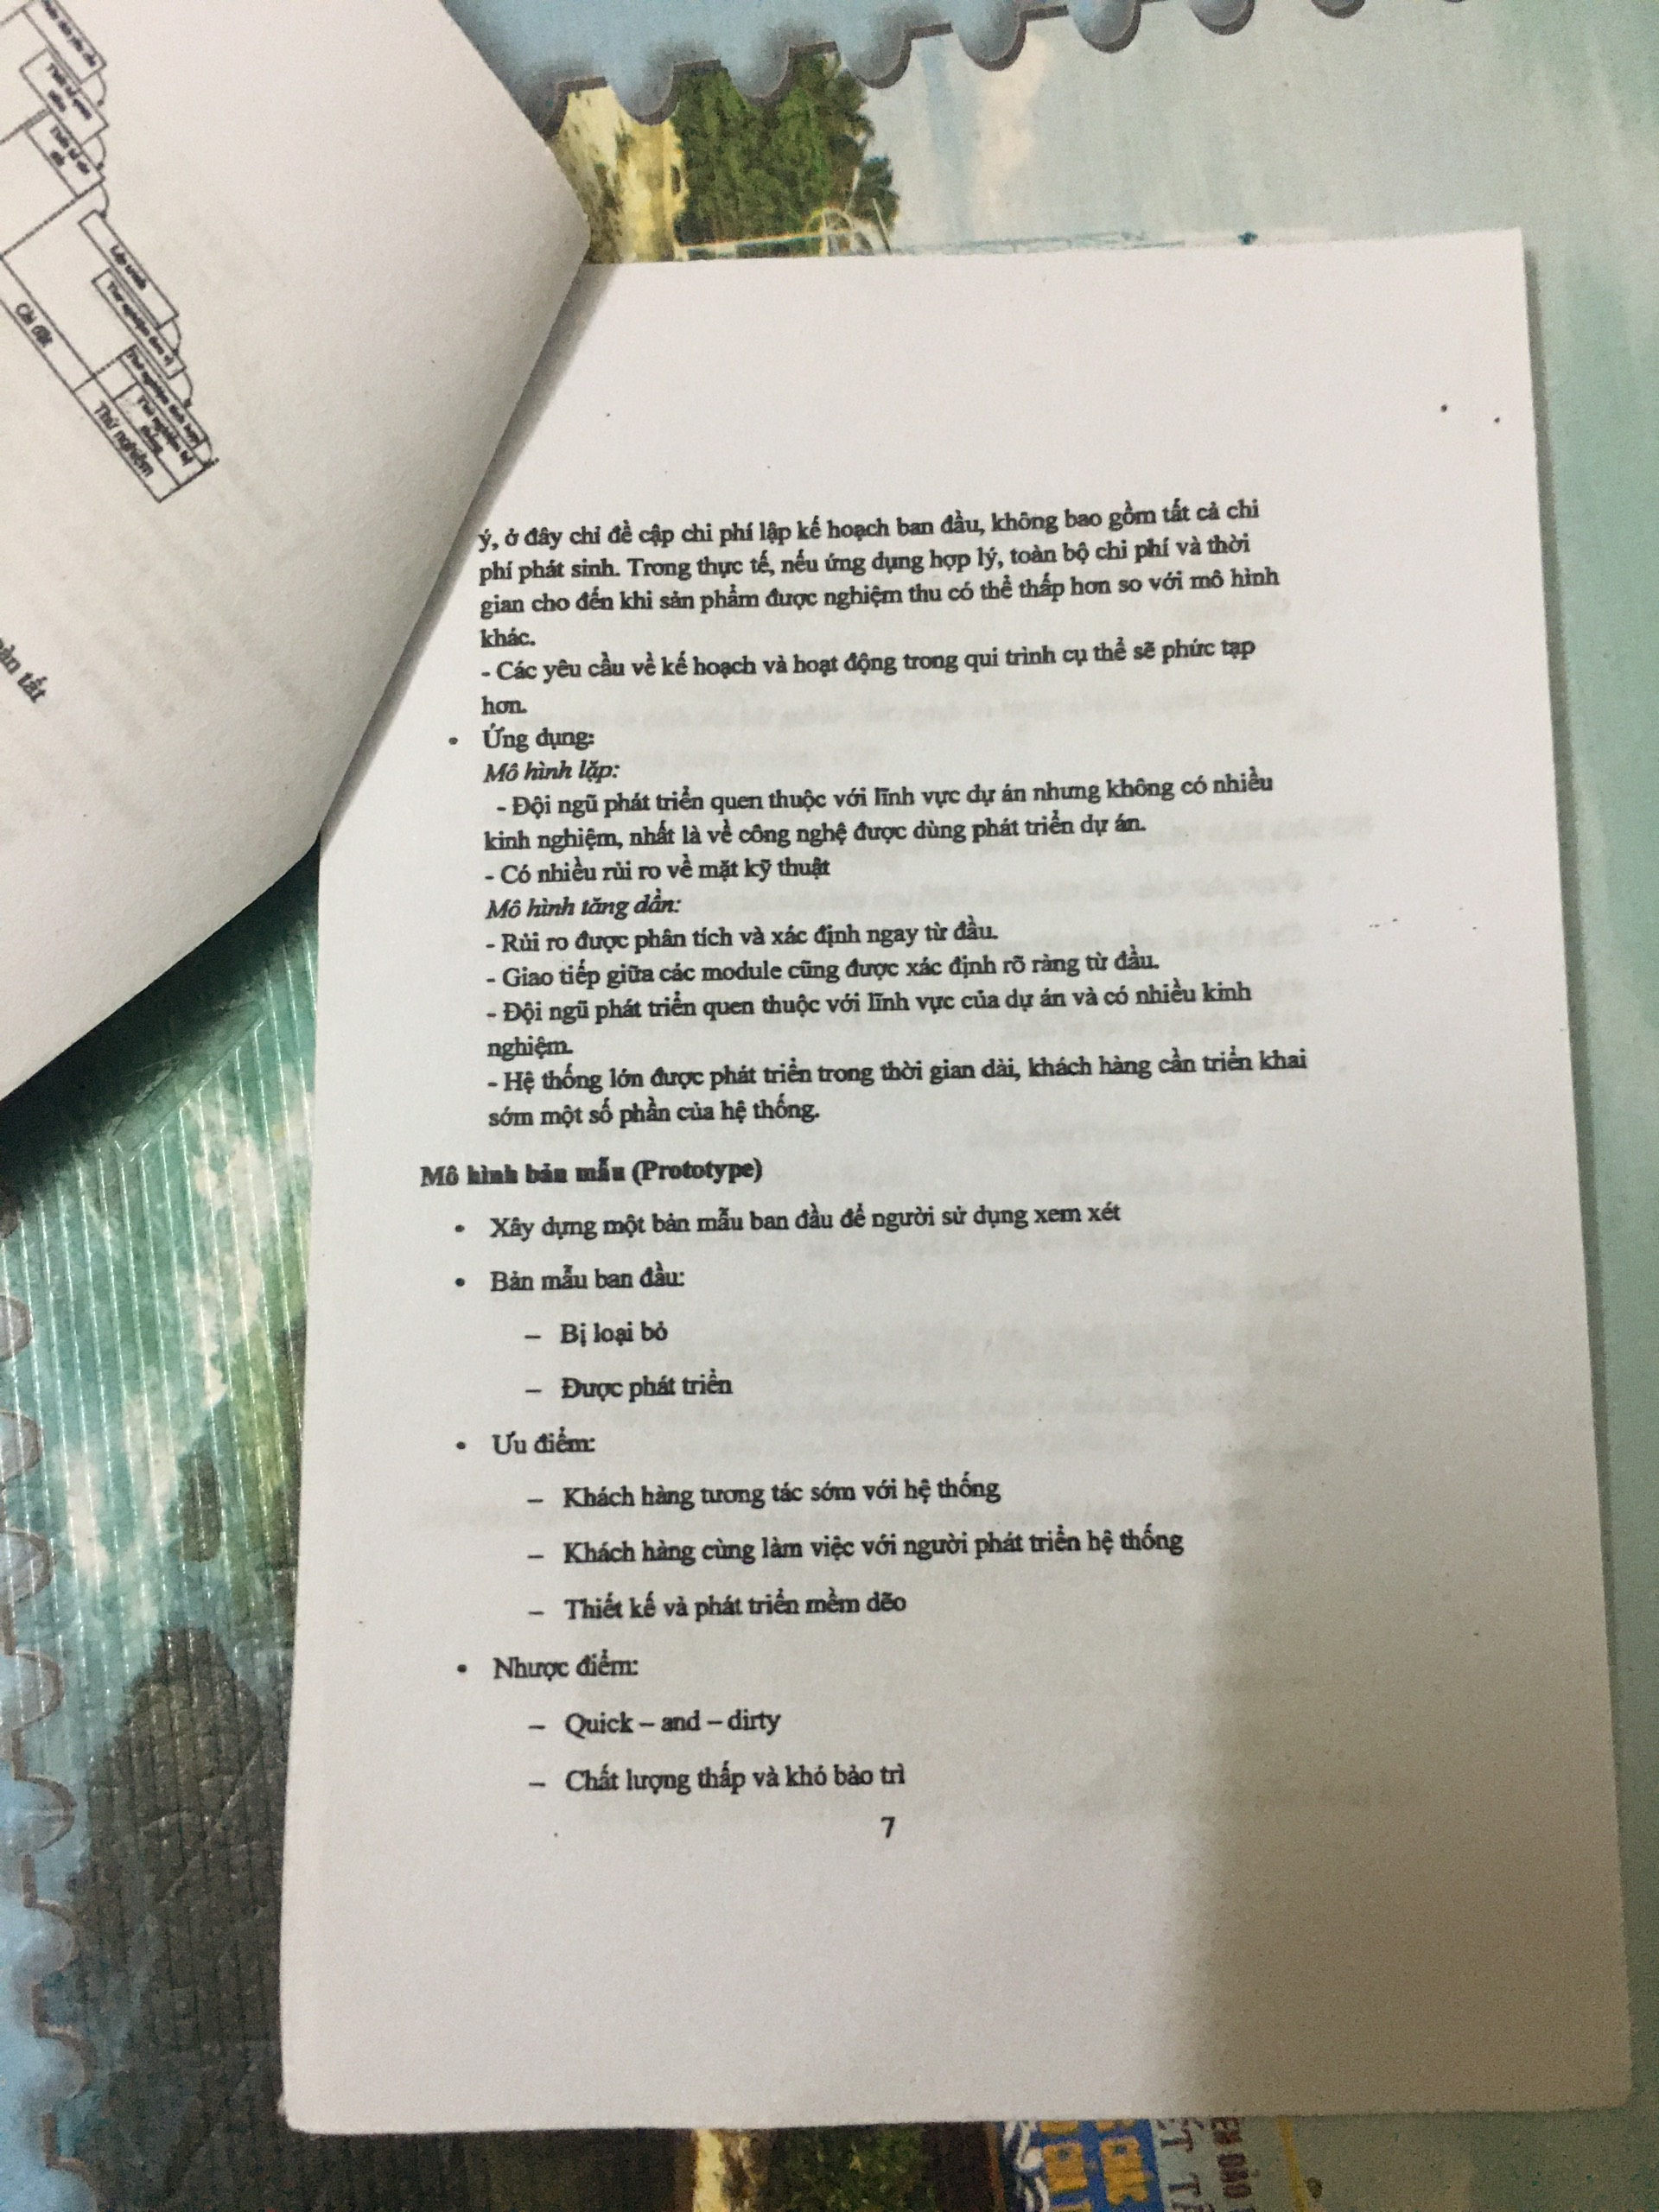 Cài đặt
Thử nghiệm
ý, ở đây chỉ đề cập chi phí lập kế hoạch ban đầu, không bao gồm tất cả chi
phí phát sinh. Trong thực tế, nếu ứng dụng hợp lý, toàn bộ chi phí và thời
gian cho đến khi sản phẩm được nghiệm thu có thể thấp hơn so với mô hình
khác.
- Các yêu cầu về kế hoạch và hoạt động trong qui trình cụ thể sẽ phức tạp
hơn.
• Ứng dụng:
Mô hình lặp:
- Đội ngũ phát triển quen thuộc với lĩnh vực dự án nhưng không có nhiều
kinh nghiệm, nhất là về công nghệ được dùng phát triển dự án.
- Có nhiều rủi ro về mặt kỹ thuật
Mô hình tăng dần:
- Rủi ro được phân tích và xác định ngay từ đầu.
- Giao tiếp giữa các module cũng được xác định rõ ràng từ đầu.
- Đội ngũ phát triển quen thuộc với lĩnh vực của dự án và có nhiều kinh
nghiệm.
- Hệ thống lớn được phát triển trong thời gian dài, khách hàng cần triển khai
sớm một số phần của hệ thống.
Mô hình bản mẫu (Prototype)
• Xây dựng một bản mẫu ban đầu để người sử dụng xem xét
• Bản mẫu ban đầu:
– Bị loại bỏ
– Được phát triển
• Ưu điểm:
– Khách hàng tương tác sớm với hệ thống
– Khách hàng cùng làm việc với người phát triển hệ thống
– Thiết kế và phát triển mềm dẽo
• Nhược điểm:
– Quick – and – dirty
– Chất lượng thấp và khó bảo trì
7